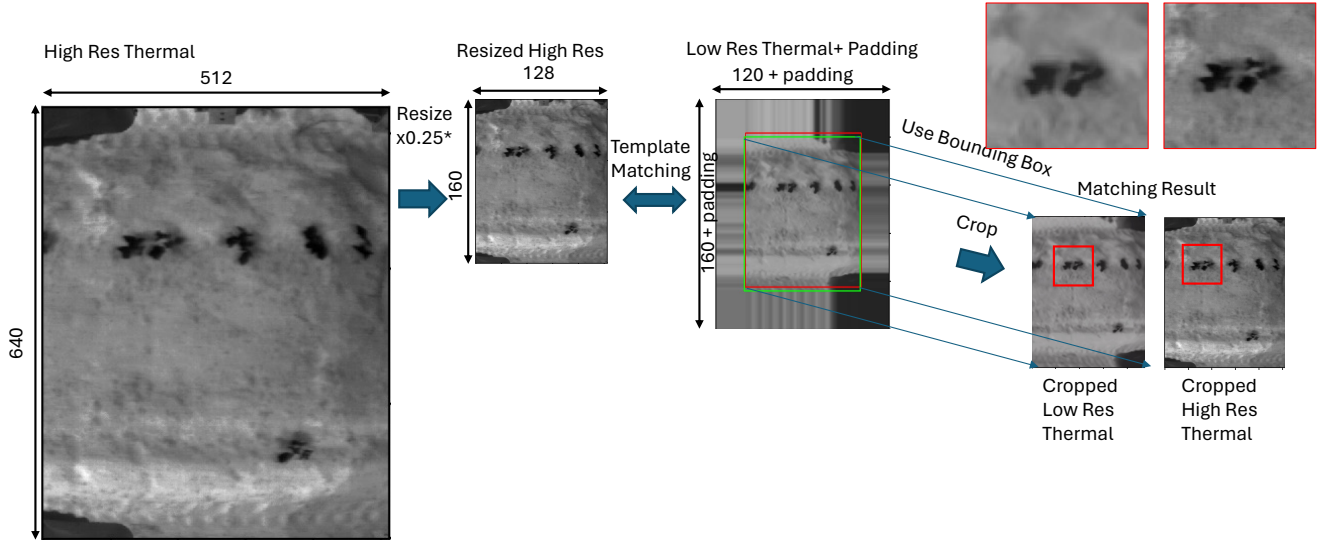 High Res Thermal
512
640
Resize
x0.25*
Resized High Res
128
160
Template
Matching
Low Res Thermal+ Padding
120 + padding
160 + padding
Use Bounding Box
Crop
Matching Result
Cropped
Low Res
Thermal
Cropped
High Res
Thermal